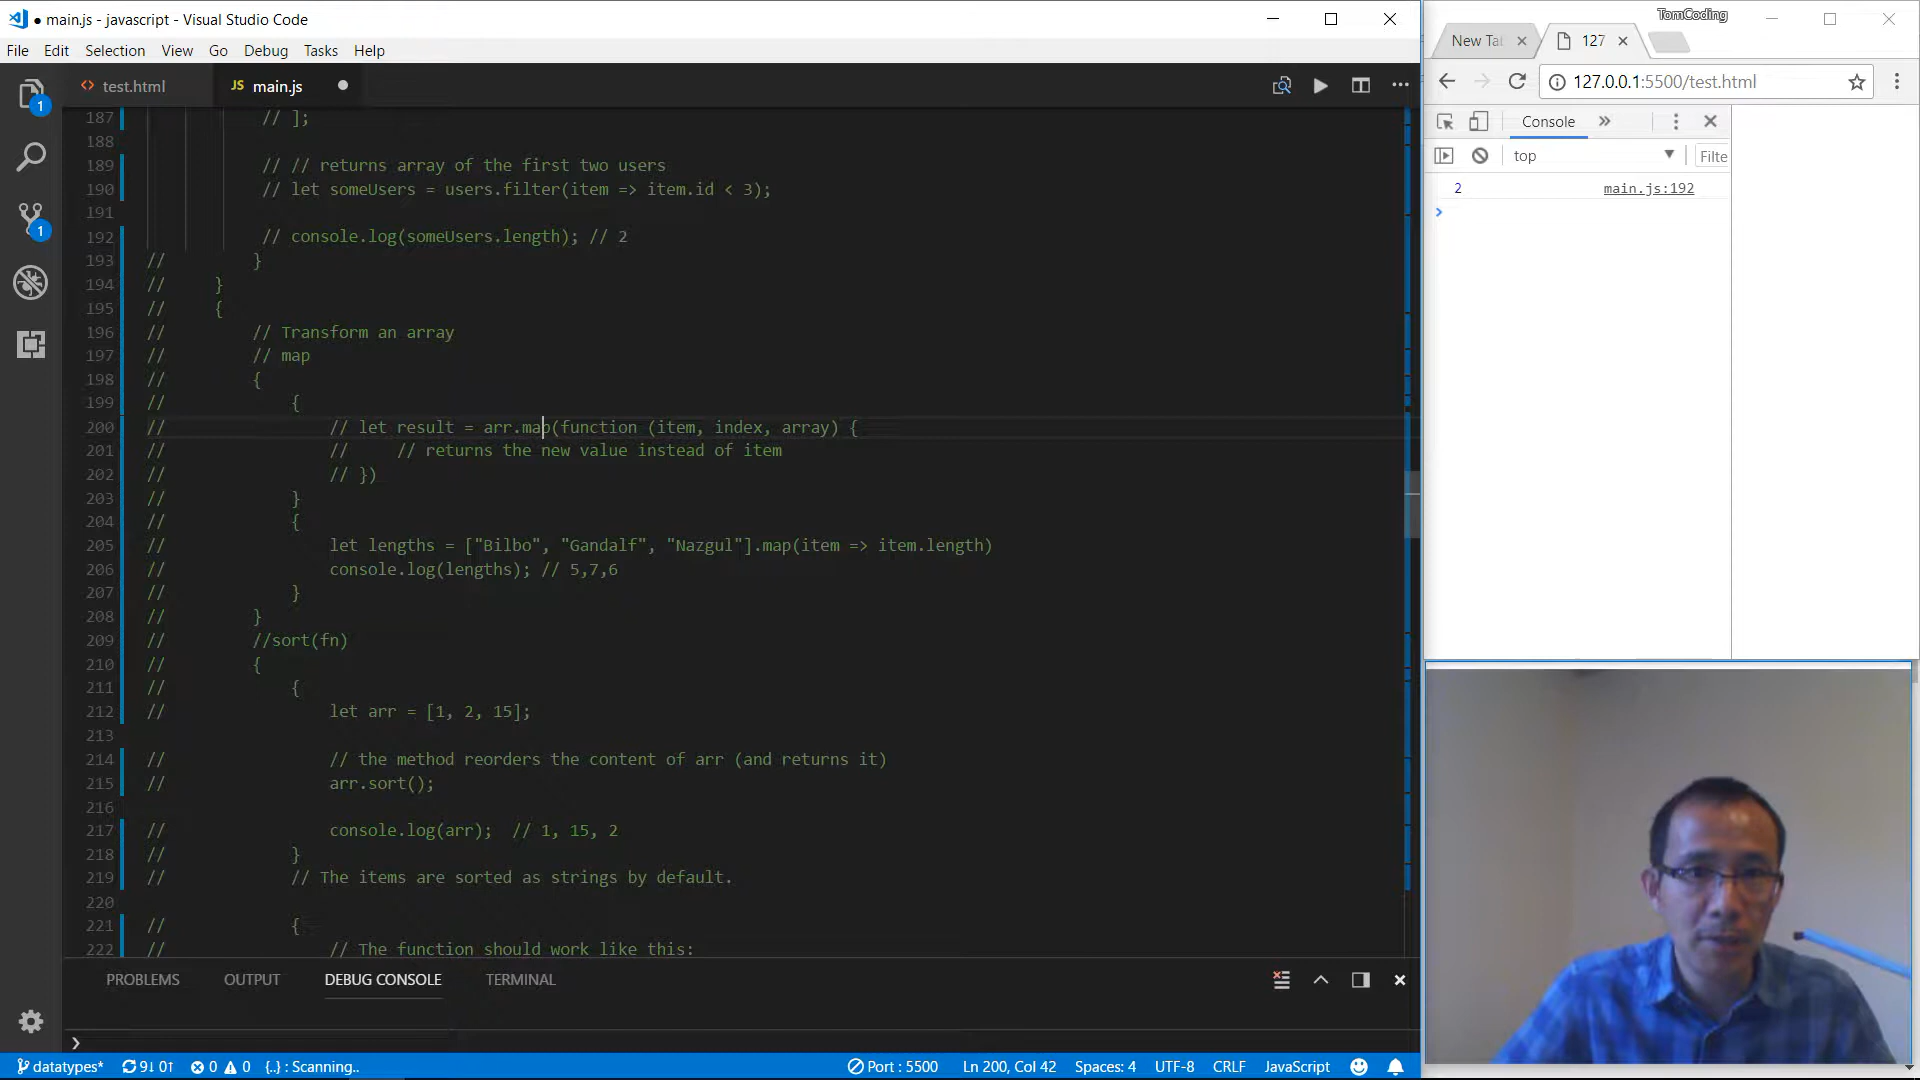 ● main.js - javascript - Visual Studio Code
File Edit Selection View Go Debug Tasks Help
<> test.html JS main.js ●
187 // ];
188
189 // // returns array of the first two users
190 // let someUsers = users.filter(item => item.id < 3);
191
192 // console.log(someUsers.length); // 2
193 // }
194 // }
195 // {
196 // // Transform an array
197 // // map
198 // {
199 // {
200 // // let result = arr.map(function (item, index, array) {
201 // // // returns the new value instead of item
202 // // })
203 // }
204 // {
205 // let lengths = ["Bilbo", "Gandalf", "Nazgul"].map(item => item.length)
206 // console.log(lengths); // 5,7,6
207 // }
208 // }
209 // //sort(fn)
210 // {
211 // {
212 // let arr = [1, 2, 15];
213
214 // // the method reorders the content of arr (and returns it)
215 // arr.sort();
216
217 // console.log(arr); // 1, 15, 2
218 // }
219 // // The items are sorted as strings by default.
220
221 // {
222 // // The function should work like this:
1
1
PROBLEMS OUTPUT DEBUG CONSOLE TERMINAL
datatypes* 9↓ 0↑ 0 0 {..} : Scanning.. Port : 5500 Ln 200, Col 42 Spaces: 4 UTF-8 CRLF JavaScript
TomCoding
New Ta 127
127.0.0.1:5500/test.html
Console »
top Filte
2 main.js:192